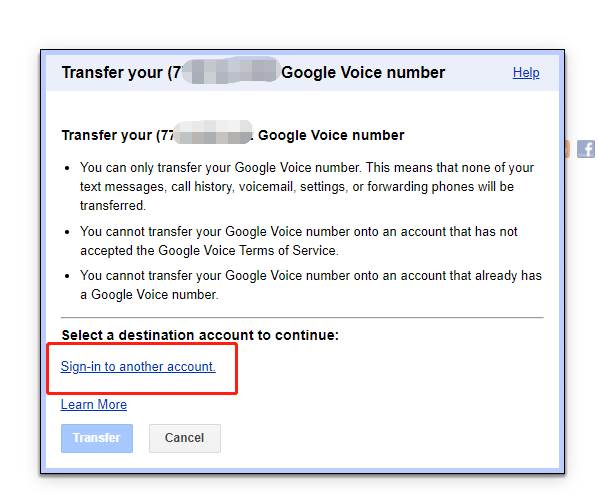 Transfer your (7 Google Voice number Help
Transfer your (77 Google Voice number
• You can only transfer your Google Voice number. This means that none of your
text messages, call history, voicemail, settings, or forwarding phones will be
transferred.
• You cannot transfer your Google Voice number onto an account that has not
accepted the Google Voice Terms of Service.
• You cannot transfer your Google Voice number onto an account that already has
a Google Voice number.
Select a destination account to continue:
Sign-in to another account.
Learn More
Transfer Cancel